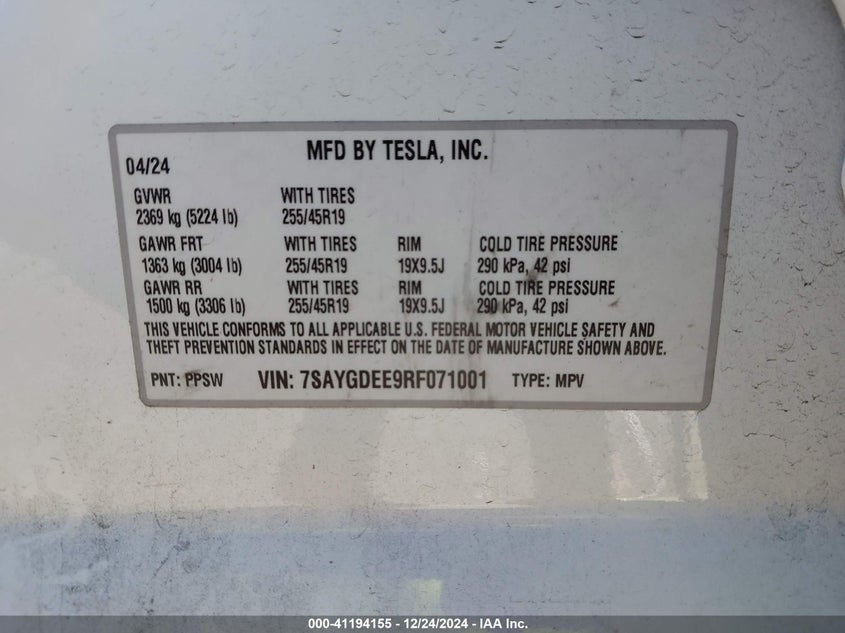 MFD BY TESLA, INC.
04/24
GVWR WITH TIRES
2369 kg (5224 lb) 255/45R19
GAWR FRT WITH TIRES RIM COLD TIRE PRESSURE
1363 kg (3004 lb) 255/45R19 19X9.5J 290 kPa, 42 psi
GAWR RR WITH TIRES RIM COLD TIRE PRESSURE
1500 kg (3306 lb) 255/45R19 19X9.5J 290 kPa, 42 psi
THIS VEHICLE CONFORMS TO ALL APPLICABLE U.S. FEDERAL MOTOR VEHICLE SAFETY AND
THEFT PREVENTION STANDARDS IN EFFECT ON THE DATE OF MANUFACTURE SHOWN ABOVE.
PNT: PPSW VIN: 7SAYGDEE9RF071001 TYPE: MPV
000-41194155 - 12/24/2024 - IAA Inc.